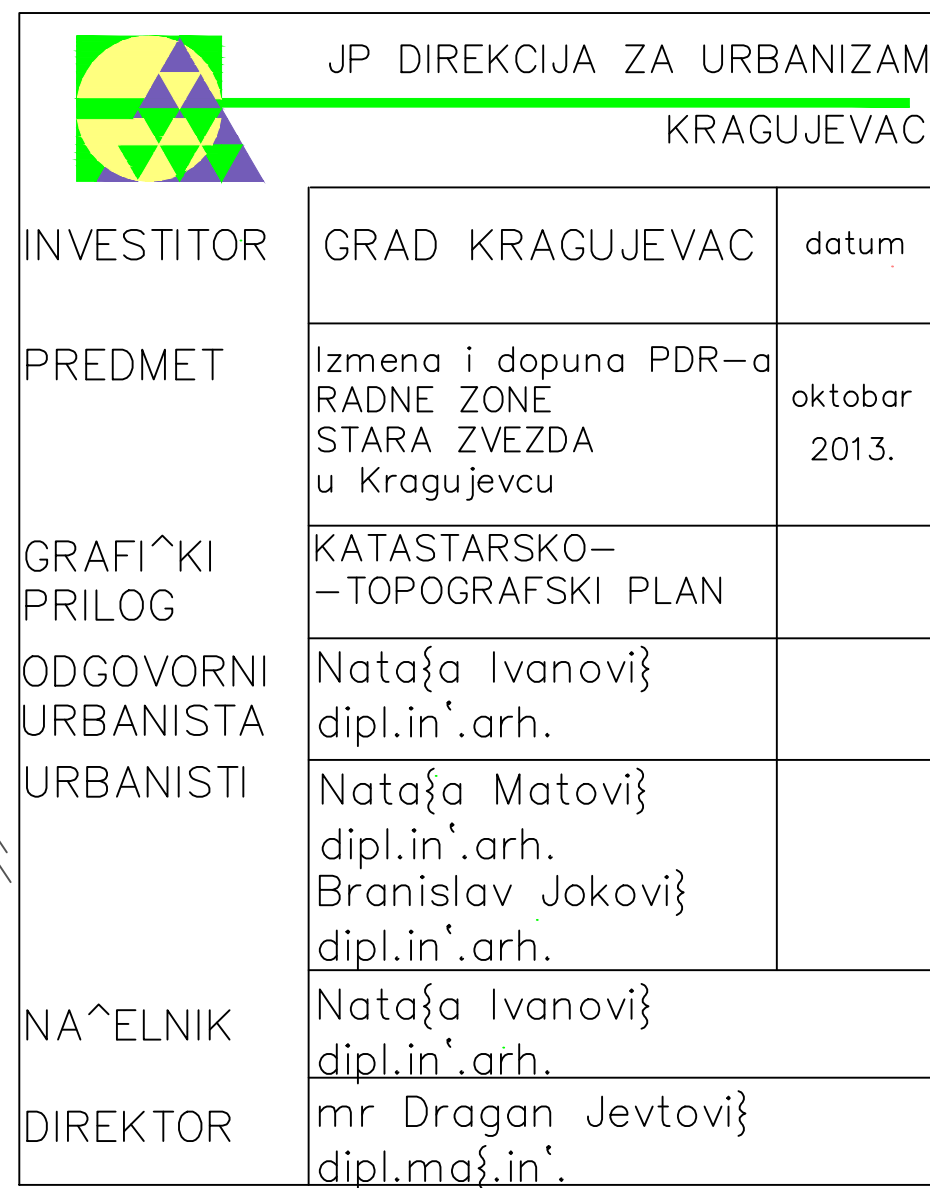 JP DIREKCIJA ZA URBANIZAM
KRAGUJEVAC
INVESTITOR
GRAD KRAGUJEVAC
datum
PREDMET
Izmena i dopuna PDR-a
RADNE ZONE
STARA ZVEZDA
u Kragujevcu
oktobar
2013.
GRAFI^KI
PRILOG
KATASTARSKO-
-TOPOGRAFSKI PLAN
ODGOVORNI
URBANISTA
Nata{a Ivanovi}
dipl.in`.arh.
URBANISTI
Nata{a Matovi}
dipl.in`.arh.
Branislav Jokovi}
dipl.in`.arh.
NA^ELNIK
Nata{a Ivanovi}
dipl.in`.arh.
DIREKTOR
mr Dragan Jevtovi}
dipl.ma{.in`.